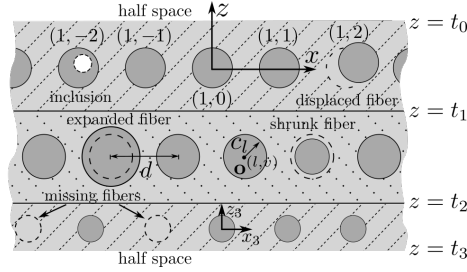 half space
z
z = t₀
(1, −2)
(1, −1)
(1, 1)
(1, 2)
x
inclusion
(1, 0)
displaced fiber
z = t₁
expanded fiber
shrunk fiber
c_l
d
o^(l,p)
missing fibers
z = t₂
z₃
x₃
half space
z = t₃